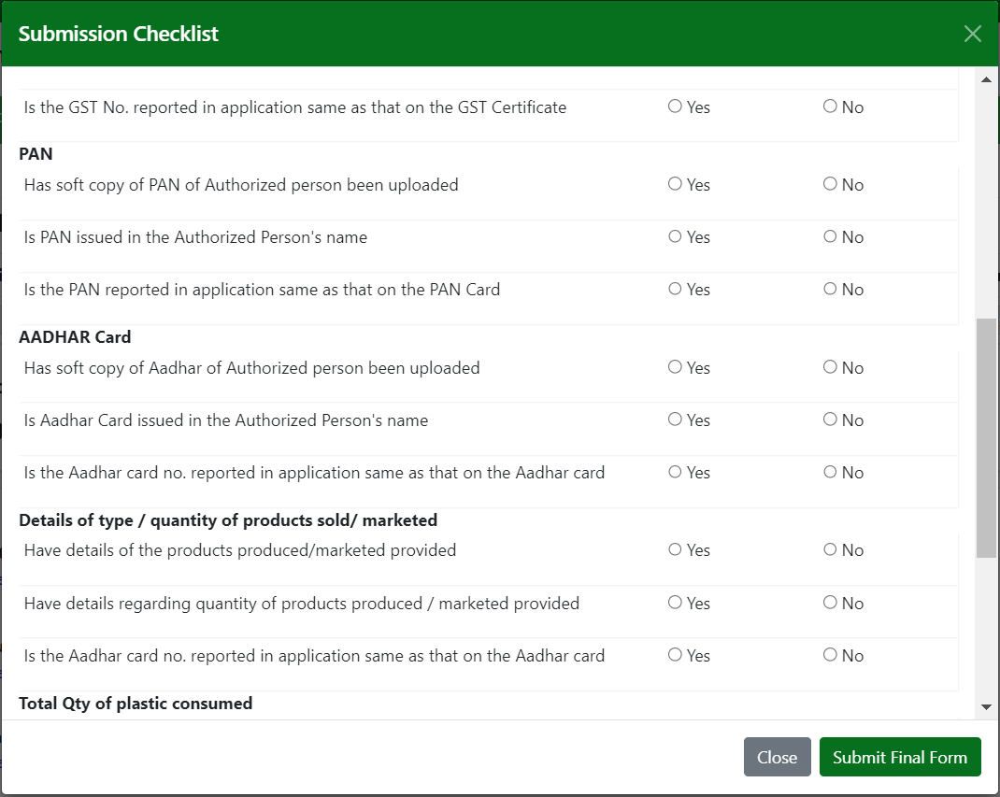 Submission Checklist
Is the GST No. reported in application same as that on the GST Certificate Yes No
PAN
Has soft copy of PAN of Authorized person been uploaded Yes No
Is PAN issued in the Authorized Person's name Yes No
Is the PAN reported in application same as that on the PAN Card Yes No
AADHAR Card
Has soft copy of Aadhar of Authorized person been uploaded Yes No
Is Aadhar Card issued in the Authorized Person's name Yes No
Is the Aadhar card no. reported in application same as that on the Aadhar card Yes No
Details of type / quantity of products sold/ marketed
Have details of the products produced/marketed provided Yes No
Have details regarding quantity of products produced / marketed provided Yes No
Is the Aadhar card no. reported in application same as that on the Aadhar card Yes No
Total Qty of plastic consumed
Close Submit Final Form